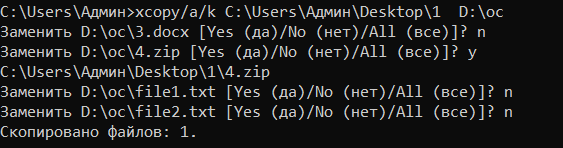 C:\Users\Админ>xcopy/a/k C:\Users\Админ\Desktop\1  D:\oc
Заменить D:\oc\3.docx [Yes (да)/No (нет)/All (все)]? n
Заменить D:\oc\4.zip [Yes (да)/No (нет)/All (все)]? y
C:\Users\Админ\Desktop\1\4.zip
Заменить D:\oc\file1.txt [Yes (да)/No (нет)/All (все)]? n
Заменить D:\oc\file2.txt [Yes (да)/No (нет)/All (все)]? n
Скопировано файлов: 1.